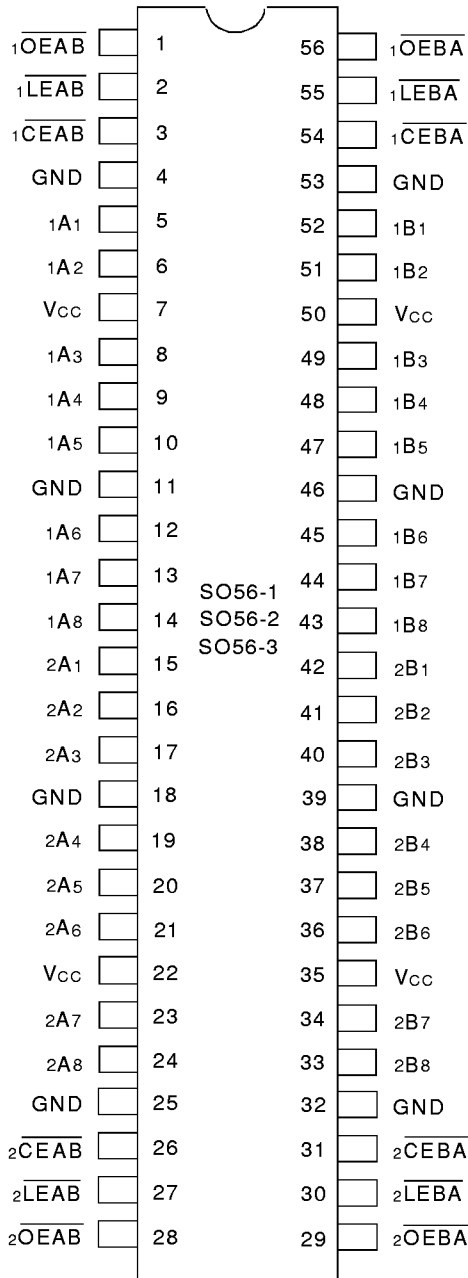 1OEAB 1 56 1OEBA
1LEAB 2 55 1LEBA
1CEAB 3 54 1CEBA
GND 4 53 GND
1A1 5 52 1B1
1A2 6 51 1B2
VCC 7 50 VCC
1A3 8 49 1B3
1A4 9 48 1B4
1A5 10 47 1B5
GND 11 46 GND
1A6 12 45 1B6
1A7 13 44 1B7
SO56-1
1A8 14 SO56-2 43 1B8
SO56-3
2A1 15 42 2B1
2A2 16 41 2B2
2A3 17 40 2B3
GND 18 39 GND
2A4 19 38 2B4
2A5 20 37 2B5
2A6 21 36 2B6
VCC 22 35 VCC
2A7 23 34 2B7
2A8 24 33 2B8
GND 25 32 GND
2CEAB 26 31 2CEBA
2LEAB 27 30 2LEBA
2OEAB 28 29 2OEBA